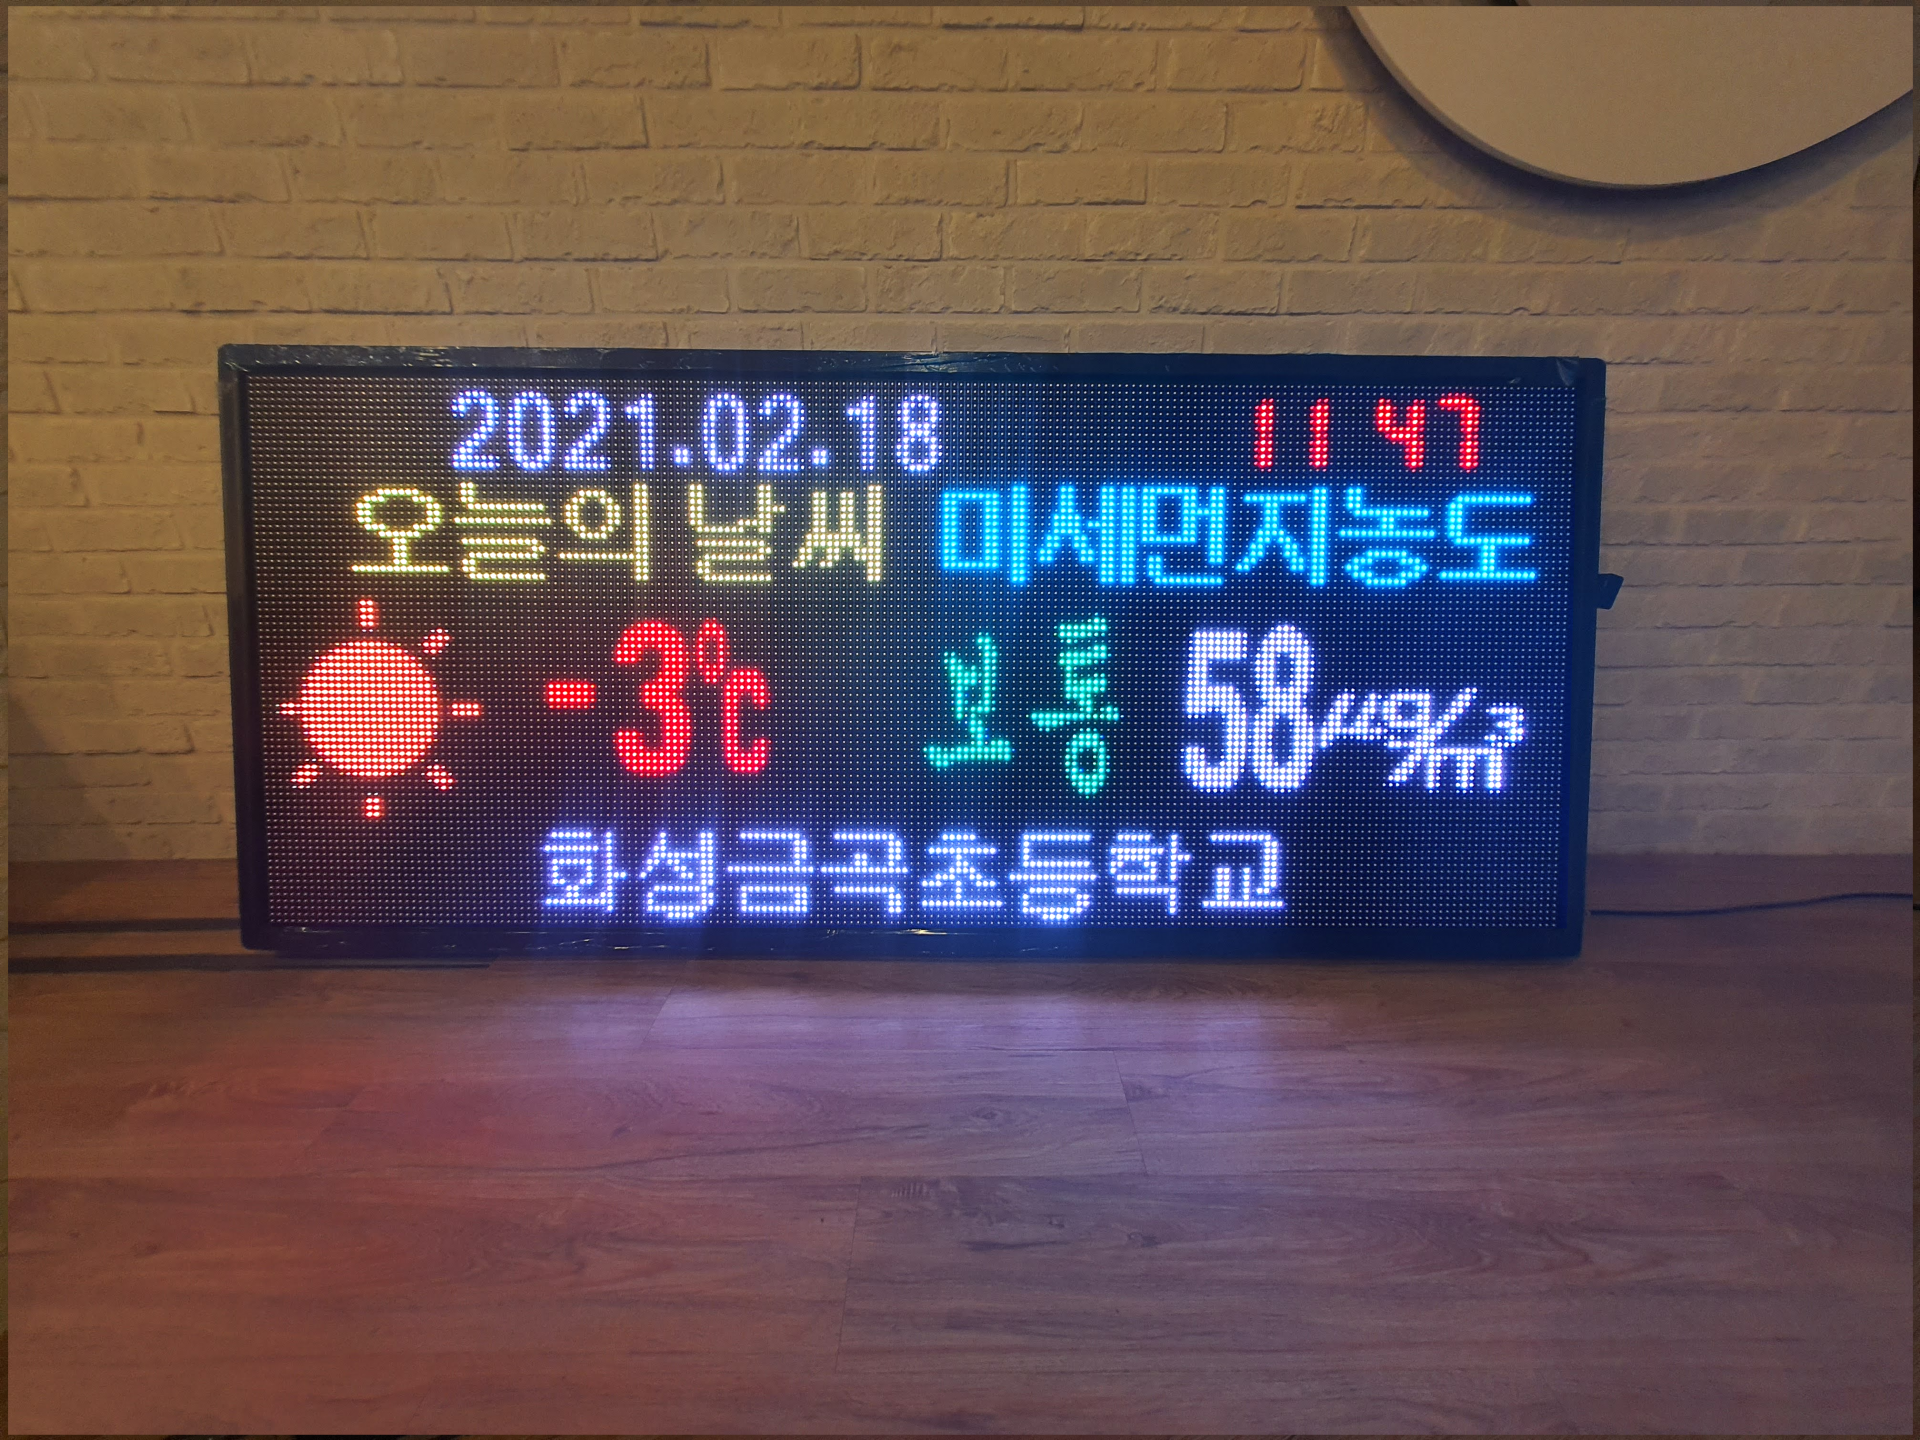 2021.02.18 11 47
오늘의 날씨 미세먼지농도
-3℃ 보통 58㎍/㎥
화성금곡초등학교